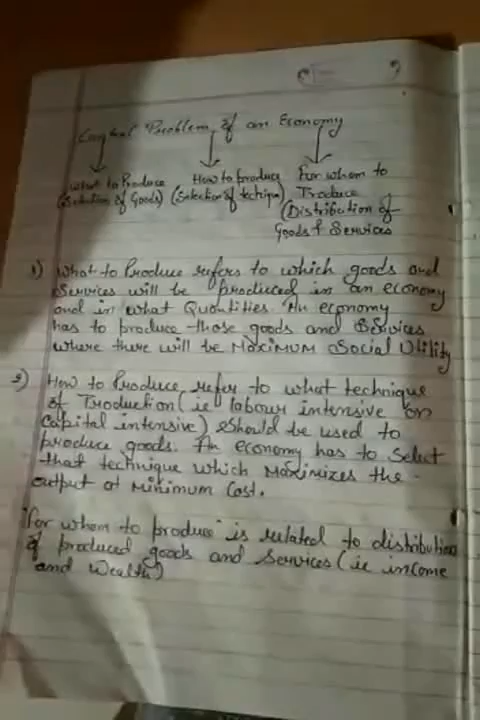 Central Problem of an Economy
what to Produce
(Selection of Goods)
How to produce
(Selection of techique)
For whom to
Produce
(Distribution of
Goods & Services
1) What to Produce refers to which goods and
Services will be produced in an economy
and in what Quantities. An economy
has to produce those goods and Services
where there will be Maximum Social Utility
2) How to Produce refer to what technique
of Production (ie labour intensive or
Capital intensive) should be used to
produce goods. An economy has to select
that technique which Maximizes the
output at Minimum Cost.
"For whom to produce" is related to distribution
of produced goods and services (ie income
and Wealth)